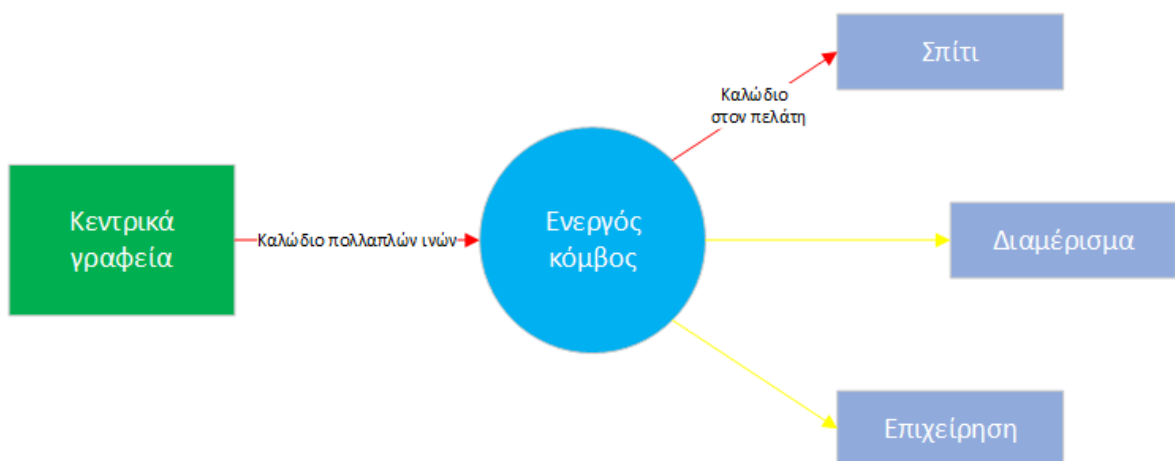 Σπίτι
Καλώδιο
στον πελάτη
Κεντρικά
γραφεία
Καλώδιο πολλαπλών ινών
Ενεργός
κόμβος
Διαμέρισμα
Επιχείρηση